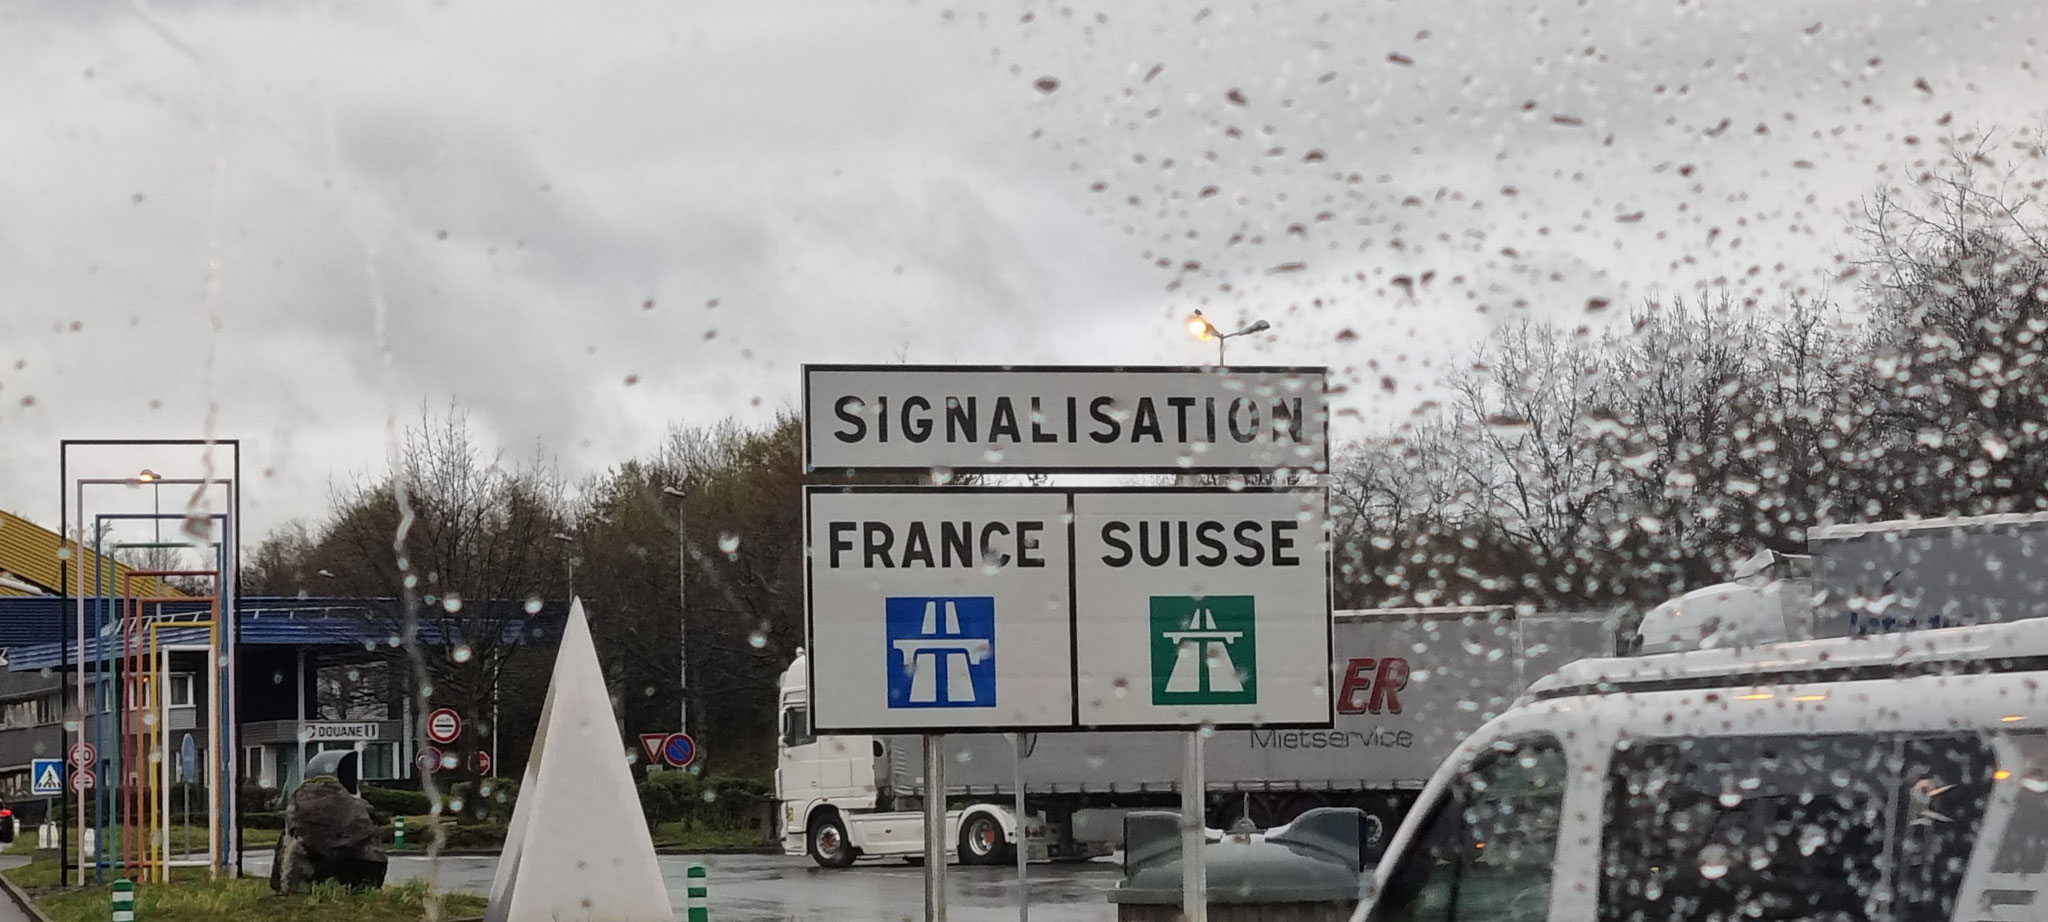 SIGNALISATION
FRANCE
SUISSE
DOUANE
ER
Mietservice